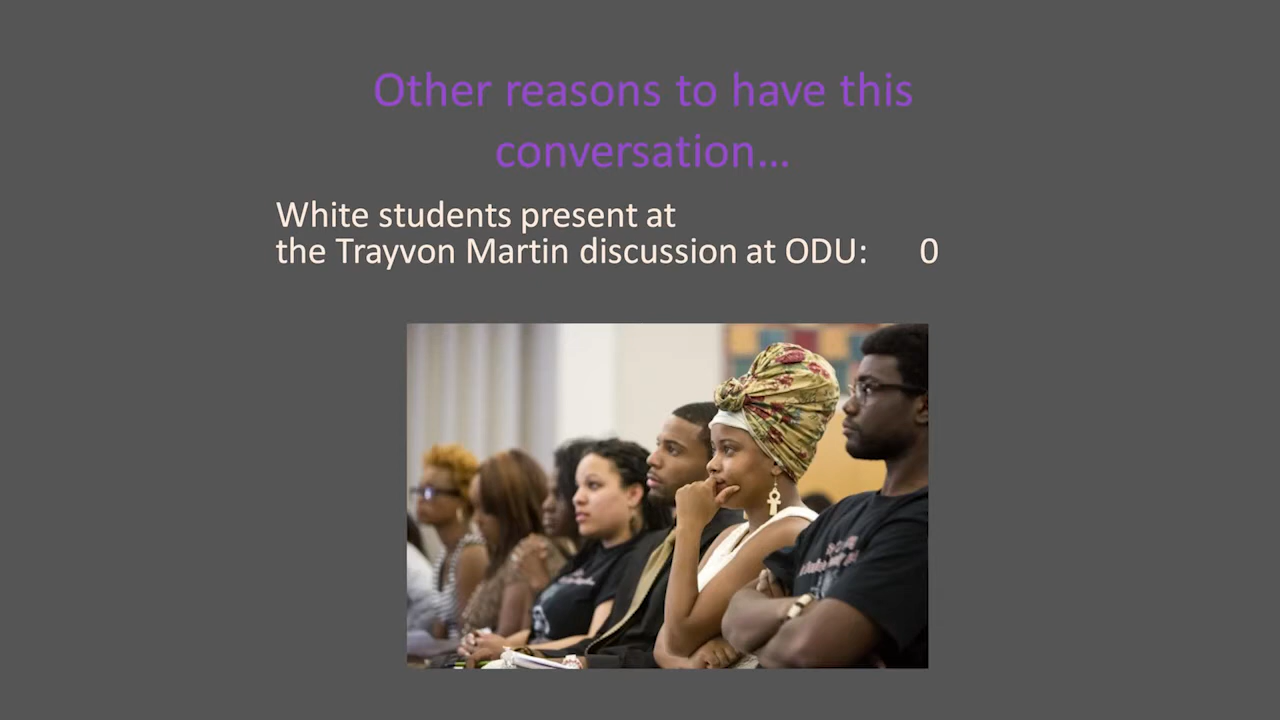 Other reasons to have this
conversation…
White students present at
the Trayvon Martin discussion at ODU: 0